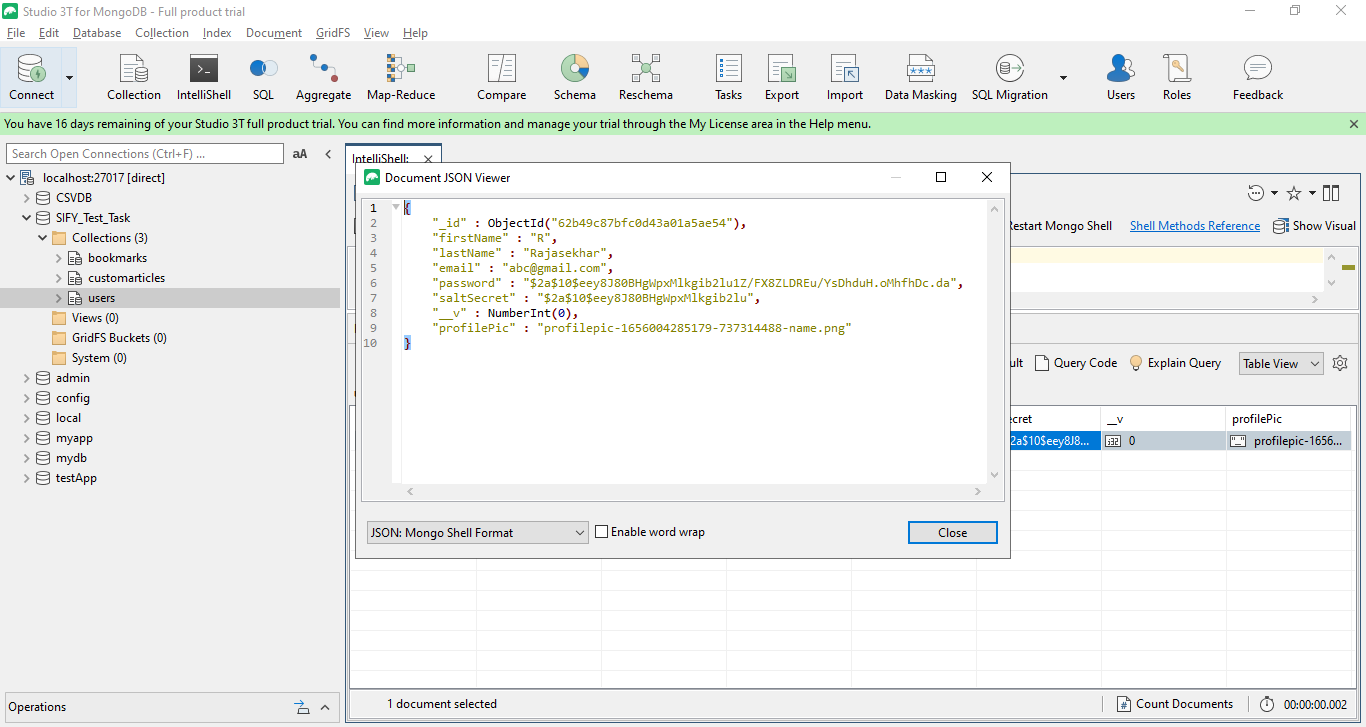 Studio 3T for MongoDB - Full product trial
File Edit Database Collection Index Document GridFS View Help
Connect Collection IntelliShell SQL Aggregate Map-Reduce Compare Schema Reschema Tasks Export Import Data Masking SQL Migration Users Roles Feedback
You have 16 days remaining of your Studio 3T full product trial. You can find more information and manage your trial through the My License area in the Help menu.
Search Open Connections (Ctrl+F) ... aA
localhost:27017 [direct]
CSVDB
SIFY_Test_Task
Collections (3)
bookmarks
customarticles
users
Views (0)
GridFS Buckets (0)
System (0)
admin
config
local
myapp
mydb
testApp
Operations
IntelliShell:
Document JSON Viewer
1 {
2 "_id" : ObjectId("62b49c87bfc0d43a01a5ae54"),
3 "firstName" : "R",
4 "lastName" : "Rajasekhar",
5 "email" : "abc@gmail.com",
6 "password" : "$2a$10$eey8J80BHgWpxMlkgib2lu1Z/FX8ZLDREu/YsDhduH.oMhfhDc.da",
7 "saltSecret" : "$2a$10$eey8J80BHgWpxMlkgib2lu",
8 "__v" : NumberInt(0),
9 "profilePic" : "profilepic-1656004285179-737314488-name.png"
10 }
JSON: Mongo Shell Format Enable word wrap Close
estart Mongo Shell Shell Methods Reference Show Visual
ult Query Code Explain Query Table View
ecret __v profilePic
2a$10$eey8J8... i32 0 profilepic-1656...
1 document selected Count Documents 00:00:00.002